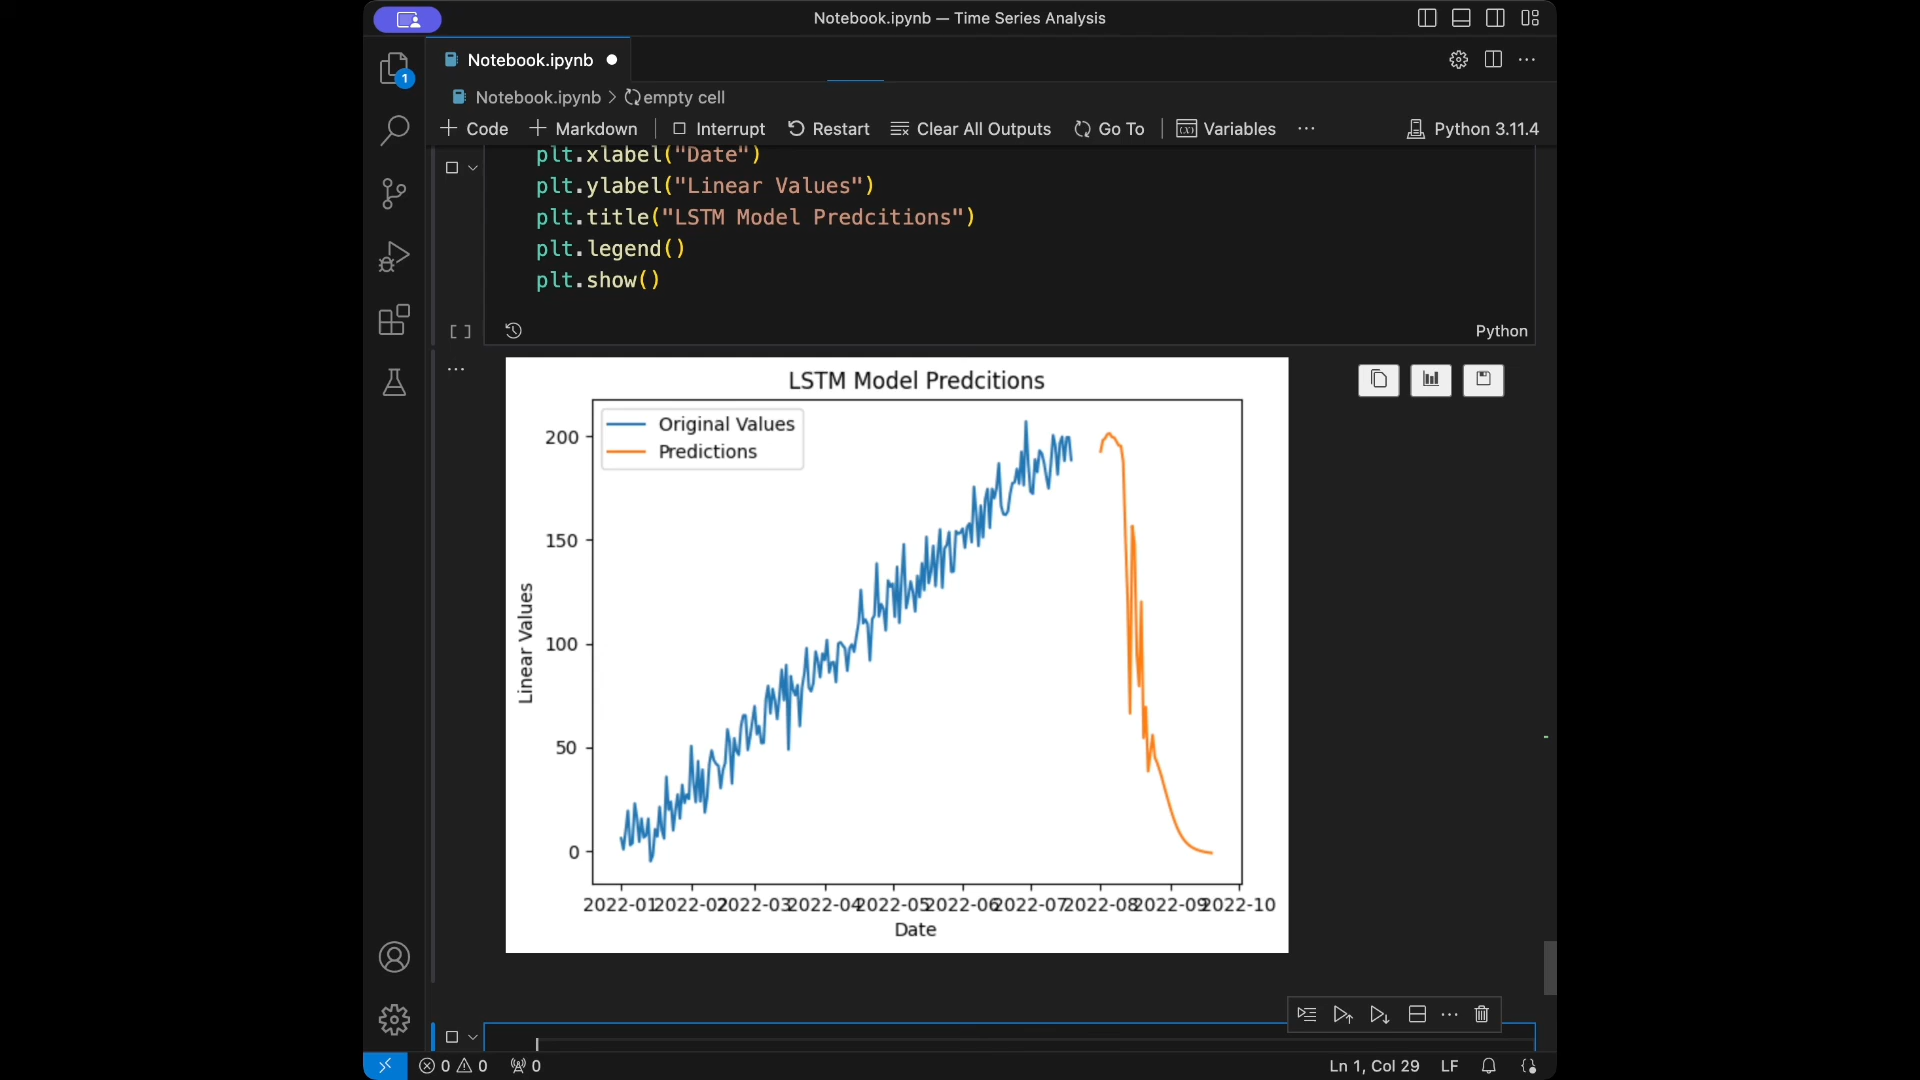 Notebook.ipynb — Time Series Analysis
Notebook.ipynb
1
Notebook.ipynb > empty cell
Code Markdown Interrupt Restart Clear All Outputs Go To Variables ... Python 3.11.4
plt.xlabel("Date")
plt.ylabel("Linear Values")
plt.title("LSTM Model Predcitions")
plt.legend()
plt.show()
[ ] Python
LSTM Model Predcitions
Original Values
Predictions
200
150
100
50
0
Linear Values
2022-01 2022-02 2022-03 2022-04 2022-05 2022-06 2022-07 2022-08 2022-09 2022-10
Date
0 0 0 Ln 1, Col 29 LF